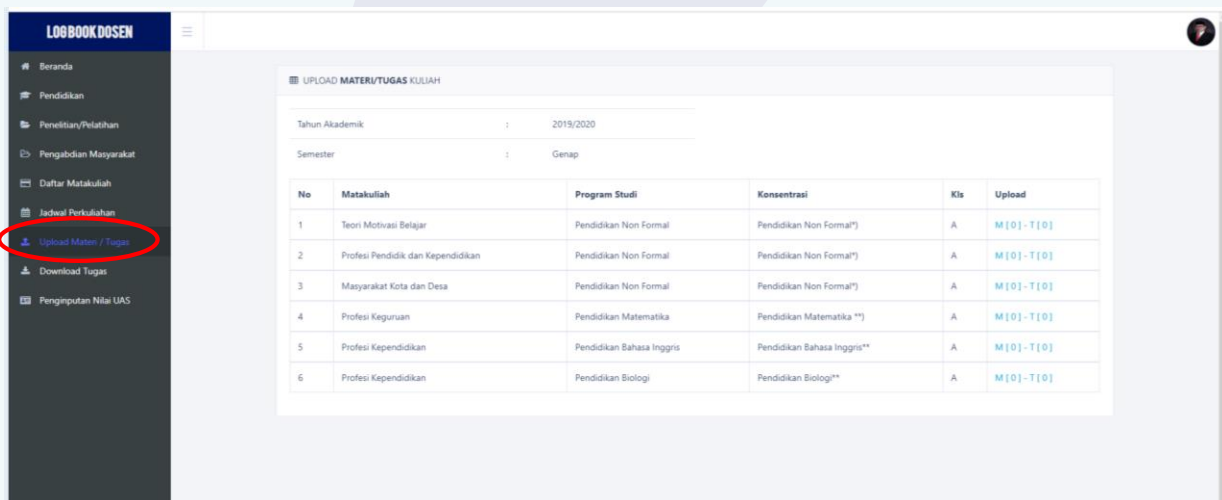 LOGBOOK DOSEN
Beranda
Pendidikan
Penelitian/Pelatihan
Pengabdian Masyarakat
Daftar Matakuliah
Jadwal Perkuliahan
Upload Materi / Tugas
Download Tugas
Penginputan Nilai UAS
UPLOAD MATERI/TUGAS KULIAH
Tahun Akademik : 2019/2020
Semester : Genap
No Matakuliah Program Studi Konsentrasi Kls Upload
1 Teori Motivasi Belajar Pendidikan Non Formal Pendidikan Non Formal*) A M [ 0 ] - T [ 0 ]
2 Profesi Pendidik dan Kependidikan Pendidikan Non Formal Pendidikan Non Formal*) A M [ 0 ] - T [ 0 ]
3 Masyarakat Kota dan Desa Pendidikan Non Formal Pendidikan Non Formal*) A M [ 0 ] - T [ 0 ]
4 Profesi Keguruan Pendidikan Matematika Pendidikan Matematika **) A M [ 0 ] - T [ 0 ]
5 Profesi Kependidikan Pendidikan Bahasa Inggris Pendidikan Bahasa Inggris** A M [ 0 ] - T [ 0 ]
6 Profesi Kependidikan Pendidikan Biologi Pendidikan Biologi** A M [ 0 ] - T [ 0 ]